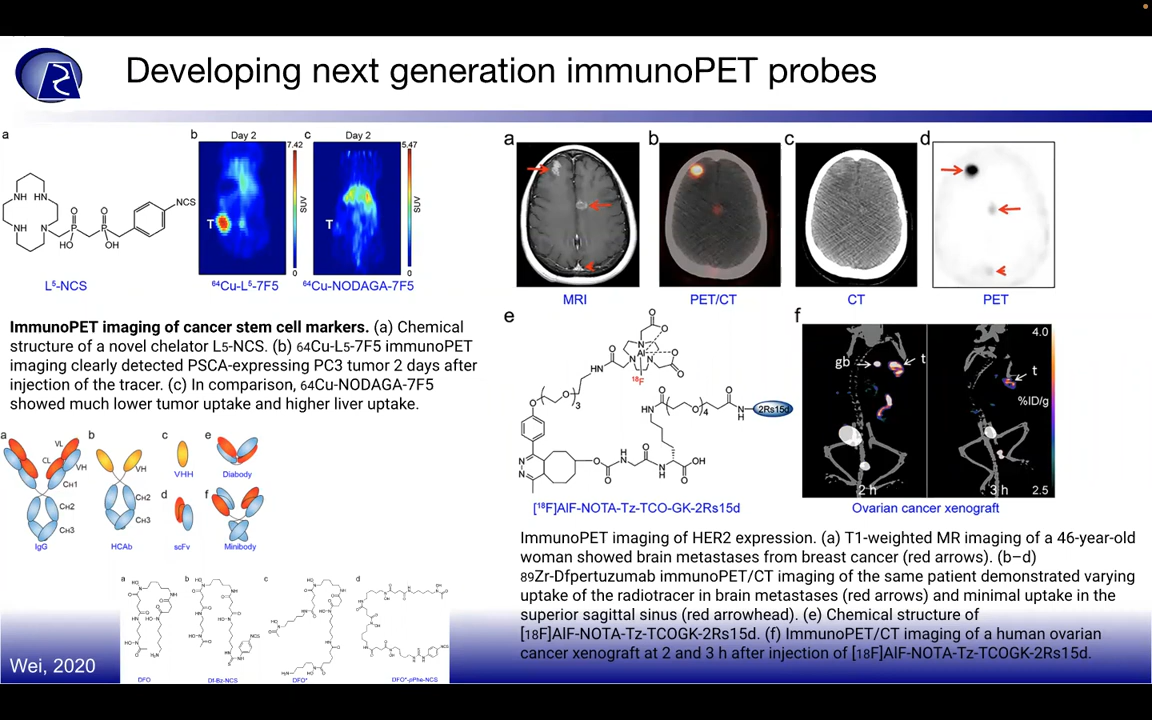 Developing next generation immunoPET probes
a
NH HN
NH N
O O
P P
HO OH
NCS
L5-NCS
b
Day 2
T
7.42
SUV
0
64Cu-L5-7F5
c
Day 2
T
5.47
SUV
0
64Cu-NODAGA-7F5
ImmunoPET imaging of cancer stem cell markers. (a) Chemical
structure of a novel chelator L5-NCS. (b) 64Cu-L5-7F5 immunoPET
imaging clearly detected PSCA-expressing PC3 tumor 2 days after
injection of the tracer. (c) In comparison, 64Cu-NODAGA-7F5
showed much lower tumor uptake and higher liver uptake.
a
VL
CL
VH
CH1
CH2
CH3
IgG
b
VH
CH2
CH3
HCAb
c
VHH
d
scFv
e
Diabody
f
Minibody
a
DFO
b
Df-Bz-NCS
c
DFO*
d
DFO*-pPhe-NCS
Wei, 2020
a
MRI
b
PET/CT
c
CT
d
PET
e
Al
18F
HN
2Rs15d
[18F]AlF-NOTA-Tz-TCO-GK-2Rs15d
f
gb
t
t
4.0
%ID/g
2.5
2 h
3 h
Ovarian cancer xenograft
ImmunoPET imaging of HER2 expression. (a) T1-weighted MR imaging of a 46-year-old
woman showed brain metastases from breast cancer (red arrows). (b–d)
89Zr-Dfpertuzumab immunoPET/CT imaging of the same patient demonstrated varying
uptake of the radiotracer in brain metastases (red arrows) and minimal uptake in the
superior sagittal sinus (red arrowhead). (e) Chemical structure of
[18F]AlF-NOTA-Tz-TCOGK-2Rs15d. (f) ImmunoPET/CT imaging of a human ovarian
cancer xenograft at 2 and 3 h after injection of [18F]AlF-NOTA-Tz-TCOGK-2Rs15d.